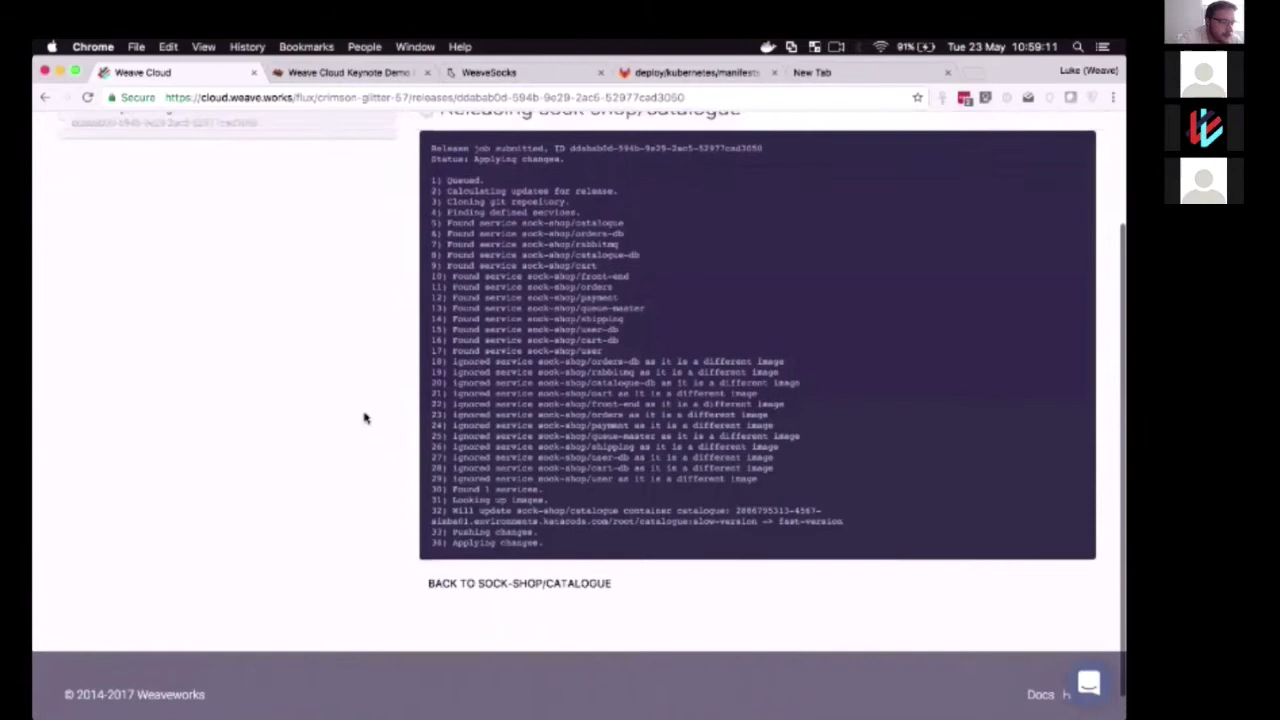 Chrome File Edit View History Bookmarks People Window Help 91% Tue 23 May 10:59:11
Weave Cloud Weave Cloud Keynote Demo WeaveSocks deploy/kubernetes/manifests New Tab Luke (Weave)
Secure https://cloud.weave.works/flux/crimson-glitter-57/releases/ddabab0d-594b-9e29-2ac5-52977cad3050
ddabab0d-594b-9e29-2ac5-52977cad3050
Releasing sock-shop/catalogue
Release job submitted, ID ddabab0d-594b-9e29-2ac5-52977cad3050
Status: Applying changes.
1) Queued.
2) Calculating updates for release.
3) Cloning git repository.
4) Finding defined services.
5) Found service sock-shop/catalogue
6) Found service sock-shop/orders-db
7) Found service sock-shop/rabbitmq
8) Found service sock-shop/catalogue-db
9) Found service sock-shop/cart
10) Found service sock-shop/front-end
11) Found service sock-shop/orders
12) Found service sock-shop/payment
13) Found service sock-shop/queue-master
14) Found service sock-shop/shipping
15) Found service sock-shop/user-db
16) Found service sock-shop/cart-db
17) Found service sock-shop/user
18) ignored service sock-shop/orders-db as it is a different image
19) ignored service sock-shop/rabbitmq as it is a different image
20) ignored service sock-shop/catalogue-db as it is a different image
21) ignored service sock-shop/cart as it is a different image
22) ignored service sock-shop/front-end as it is a different image
23) ignored service sock-shop/orders as it is a different image
24) ignored service sock-shop/payment as it is a different image
25) ignored service sock-shop/queue-master as it is a different image
26) ignored service sock-shop/shipping as it is a different image
27) ignored service sock-shop/user-db as it is a different image
28) ignored service sock-shop/cart-db as it is a different image
29) ignored service sock-shop/user as it is a different image
30) Found 1 services.
31) Looking up images.
32) Will update sock-shop/catalogue container catalogue: 2886795313-4567-
simba01.environments.katacoda.com/root/catalogue:slow-version -> fast-version
33) Pushing changes.
34) Applying changes.
BACK TO SOCK-SHOP/CATALOGUE
© 2014-2017 Weaveworks Docs